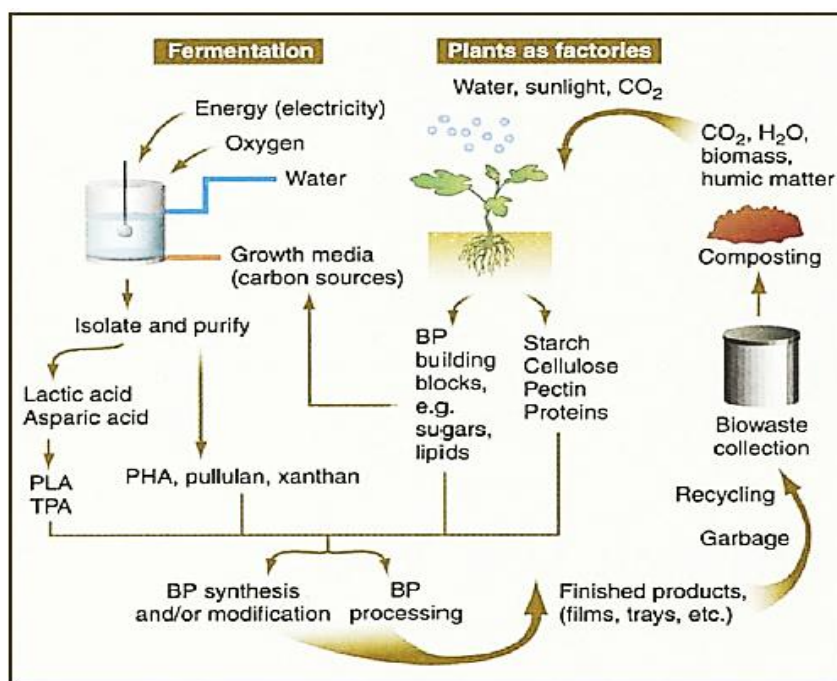 Fermentation
Plants as factories
Energy (electricity)
Oxygen
Water
Growth media
(carbon sources)
Isolate and purify
Lactic acid
Asparic acid
PLA
TPA
PHA, pullulan, xanthan
Water, sunlight, CO₂
BP
building
blocks,
e.g.
sugars,
lipids
Starch
Cellulose
Pectin
Proteins
CO₂, H₂O,
biomass,
humic matter
Composting
Biowaste
collection
Recycling
Garbage
BP synthesis
and/or modification
BP
processing
Finished products,
(films, trays, etc.)